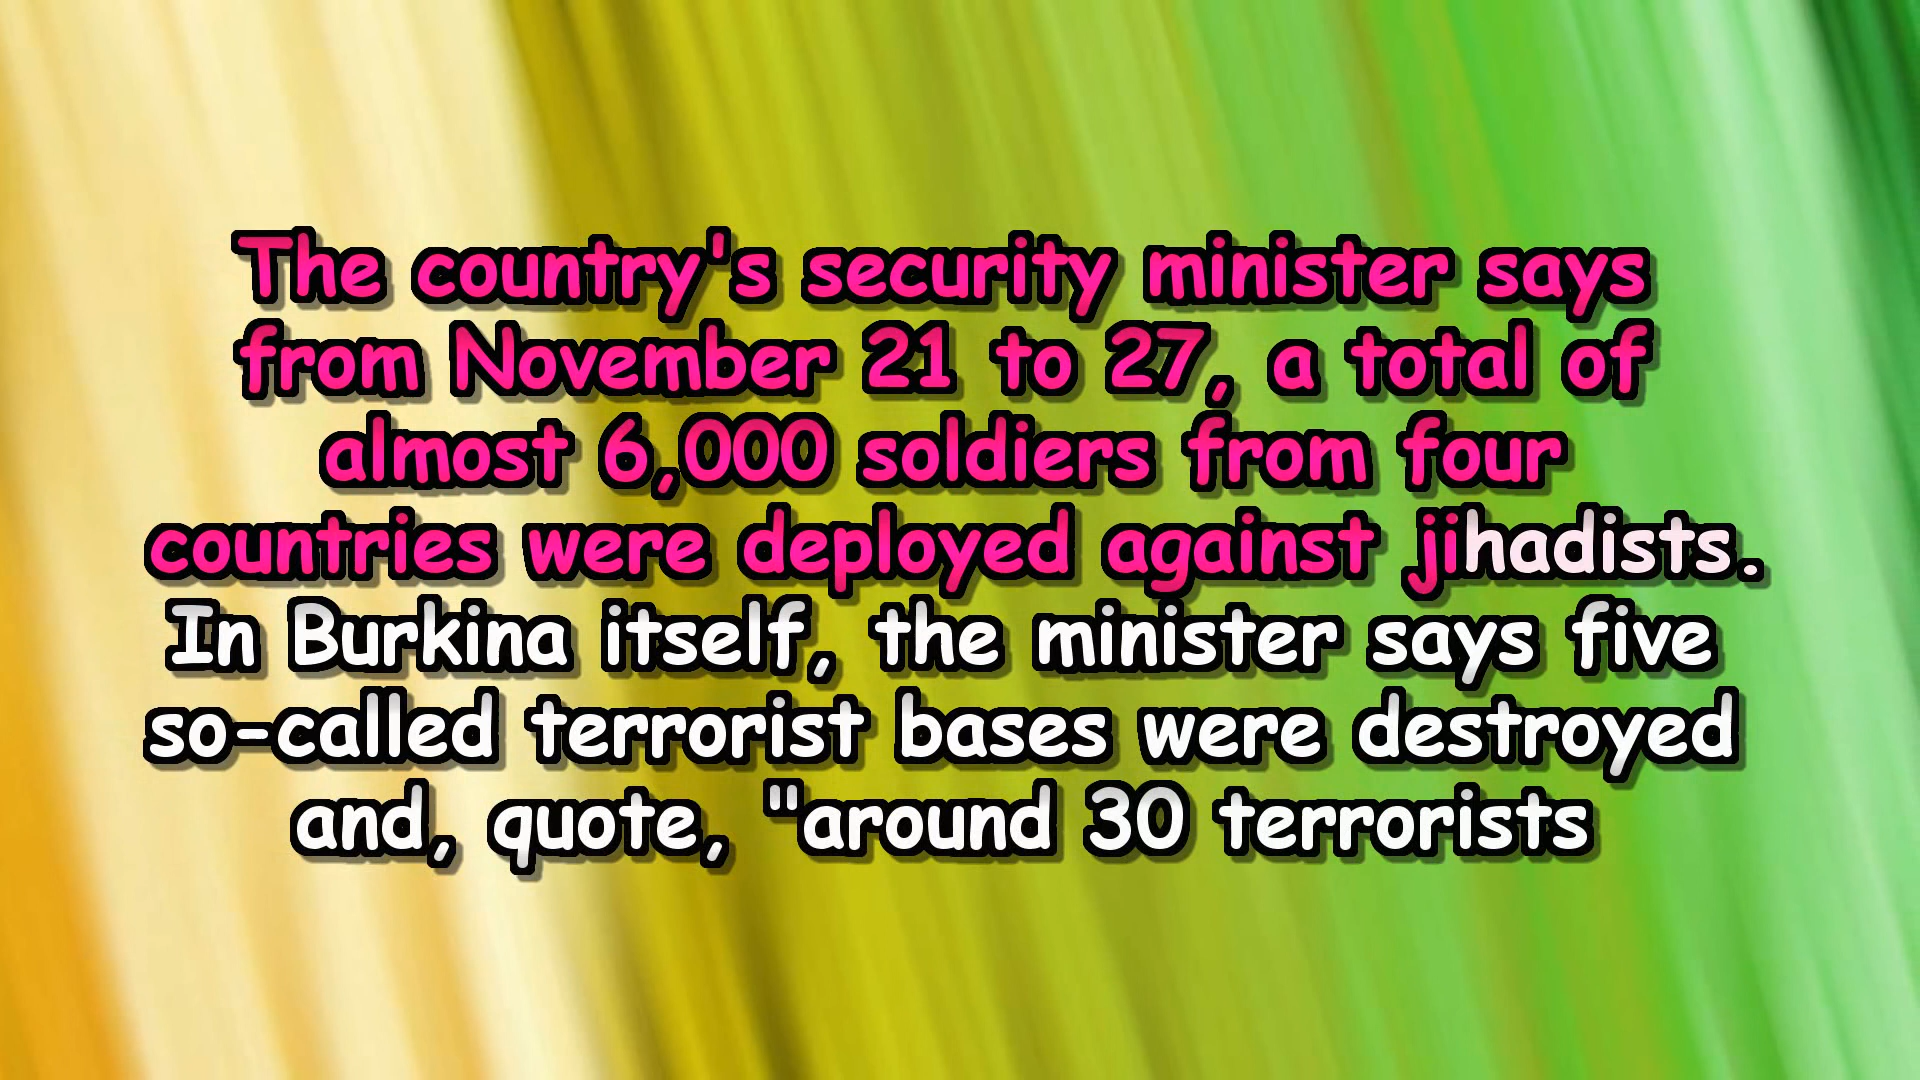 The country's security minister says
from November 21 to 27, a total of
almost 6,000 soldiers from four
countries were deployed against jihadists.
In Burkina itself, the minister says five
so-called terrorist bases were destroyed
and, quote, "around 30 terrorists